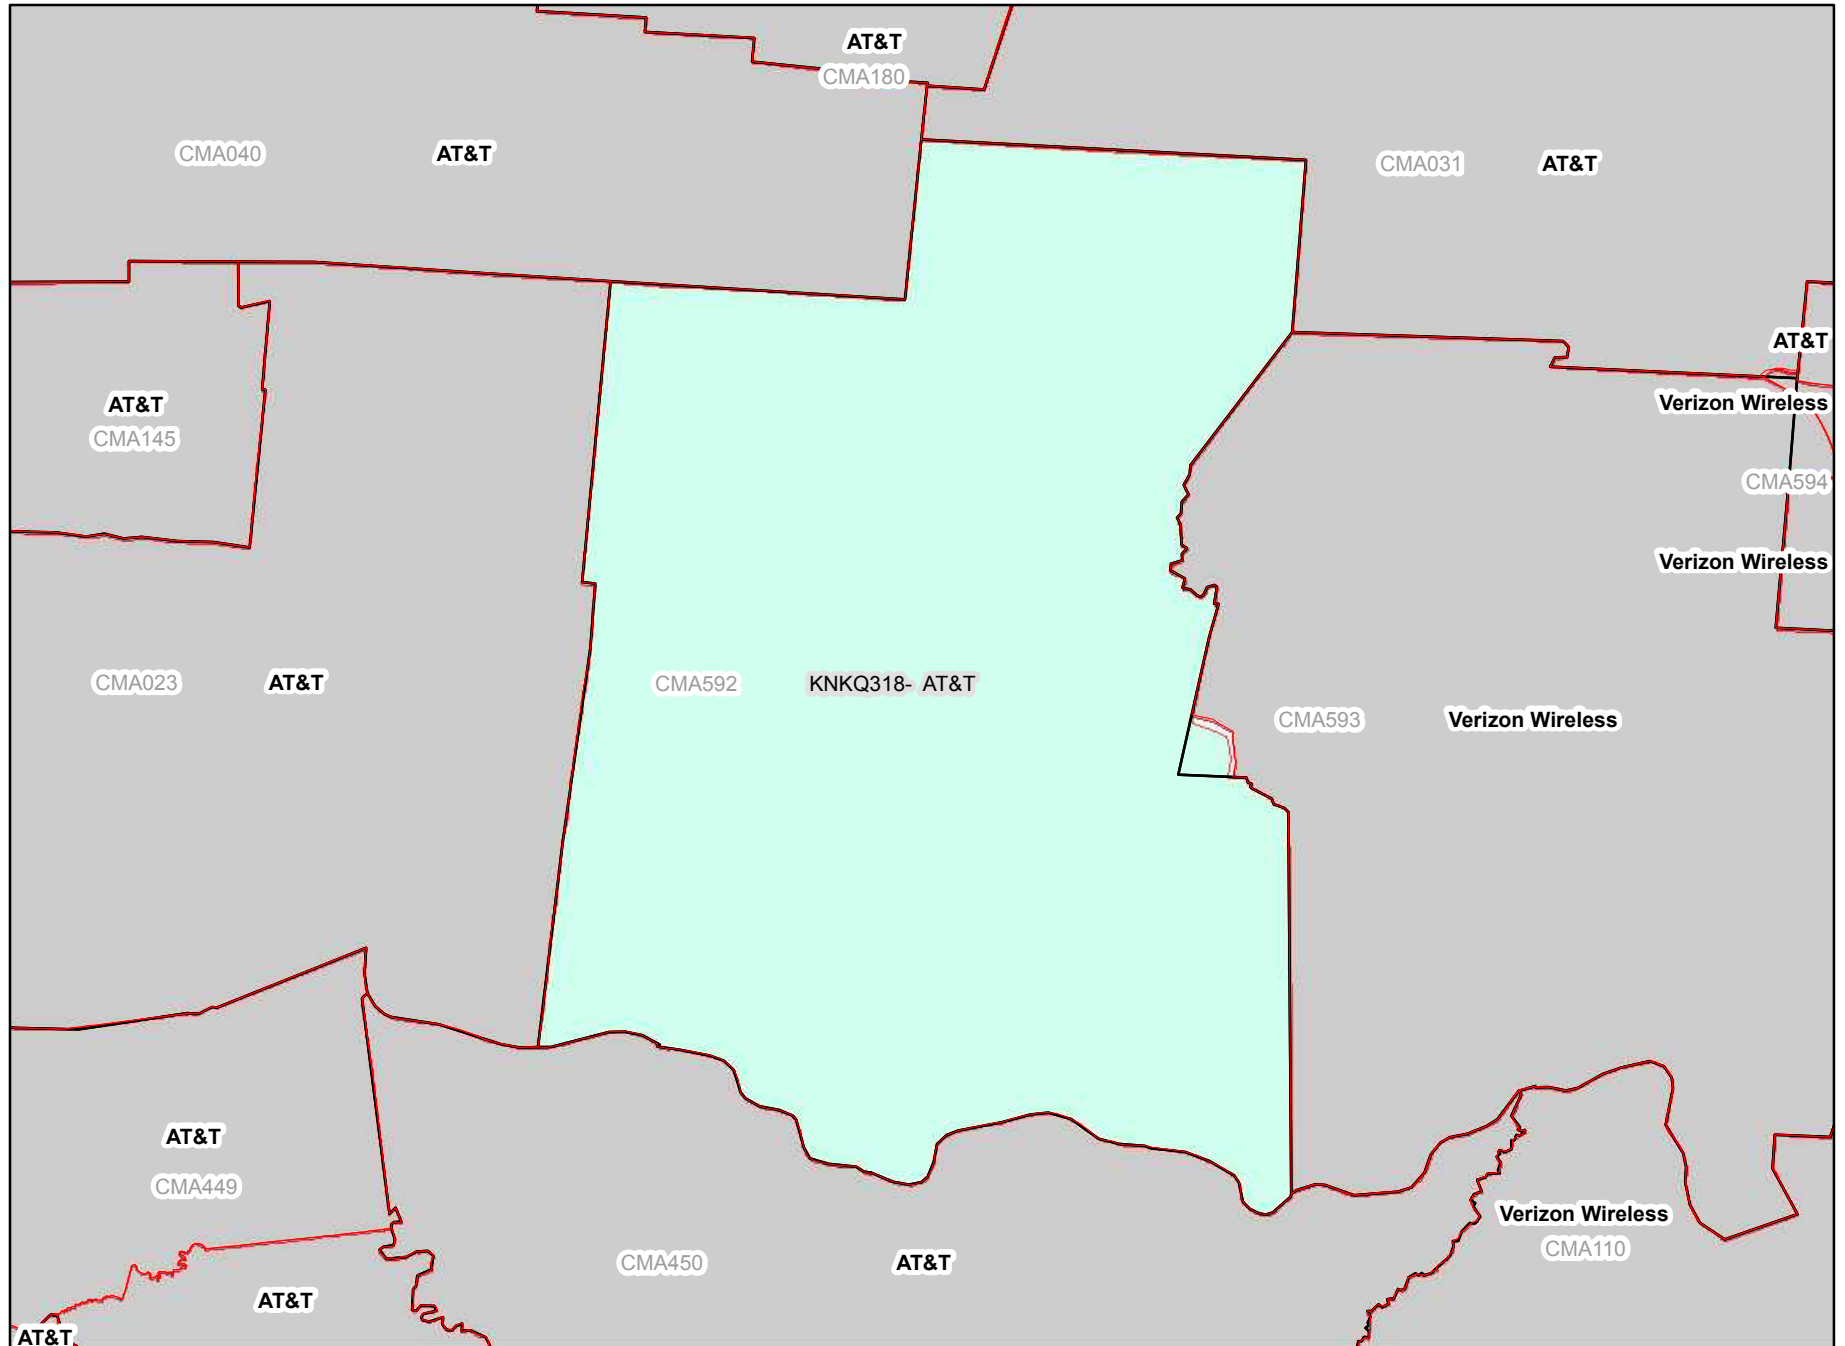 AT&T
CMA180
CMA040 AT&T
CMA031 AT&T
AT&T
Verizon Wireless
AT&T
CMA145
CMA594
Verizon Wireless
CMA023 AT&T
CMA592 KNKQ318- AT&T
CMA593 Verizon Wireless
AT&T
CMA449
Verizon Wireless
CMA110
CMA450 AT&T
AT&T
AT&T